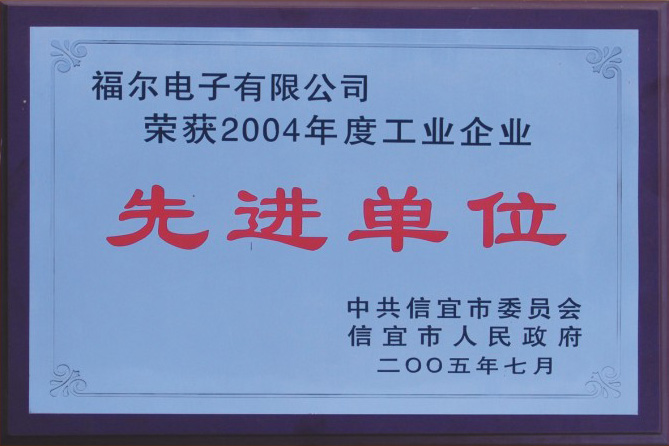 福尔电子有限公司
荣获2004年度工业企业
先进单位
中共信宜市委员会
信宜市人民政府
二OO五年七月